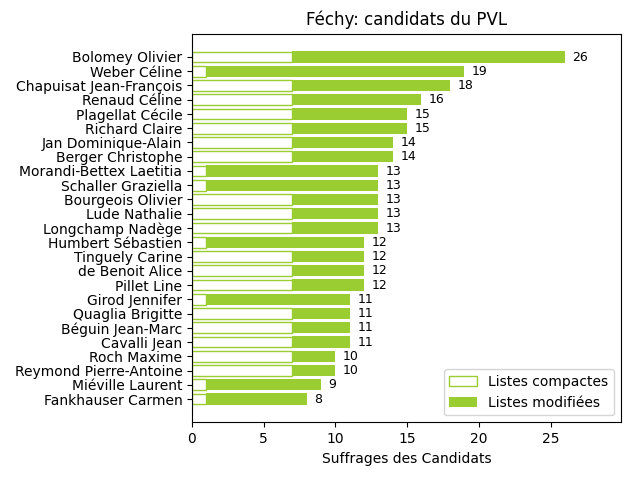 Féchy: candidats du PVL
Bolomey Olivier 26
Weber Céline 19
Chapuisat Jean-François 18
Renaud Céline 16
Plagellat Cécile 15
Richard Claire 15
Jan Dominique-Alain 14
Berger Christophe 14
Morandi-Bettex Laetitia 13
Schaller Graziella 13
Bourgeois Olivier 13
Lude Nathalie 13
Longchamp Nadège 13
Humbert Sébastien 12
Tinguely Carine 12
de Benoit Alice 12
Pillet Line 12
Girod Jennifer 11
Quaglia Brigitte 11
Béguin Jean-Marc 11
Cavalli Jean 11
Roch Maxime 10
Reymond Pierre-Antoine 10
Miéville Laurent 9
Fankhauser Carmen 8
Listes compactes
Listes modifiées
0 5 10 15 20 25
Suffrages des Candidats